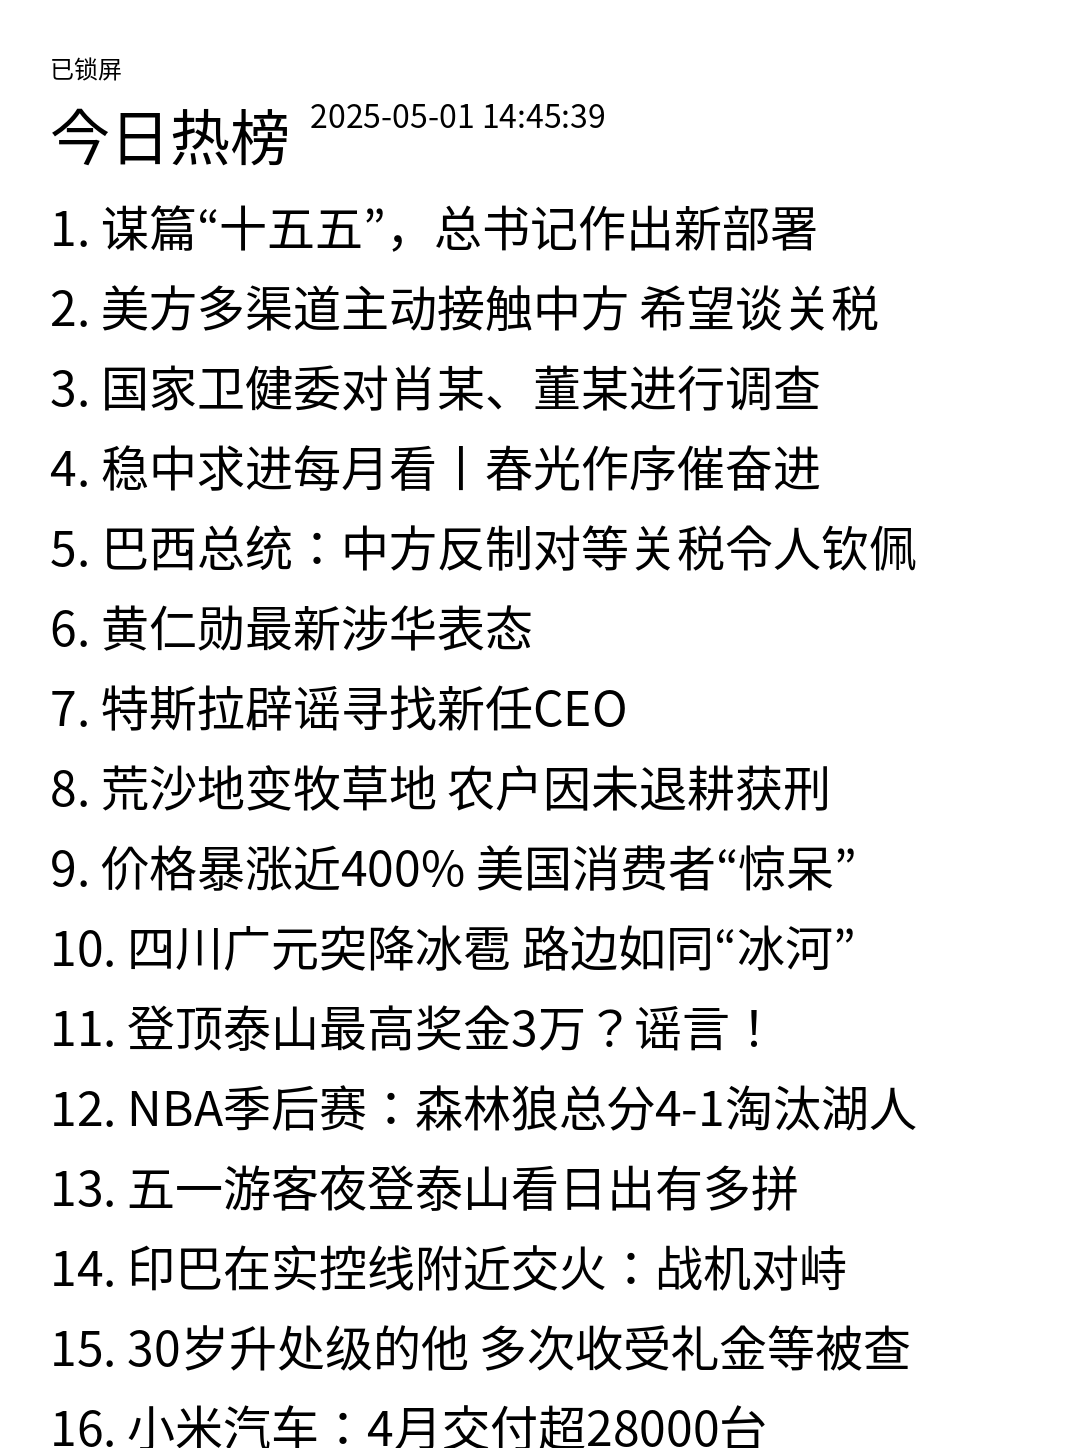 已锁屏
今日热榜 2025-05-01 14:45:39
1. 谋篇“十五五”，总书记作出新部署
2. 美方多渠道主动接触中方 希望谈关税
3. 国家卫健委对肖某、董某进行调查
4. 稳中求进每月看丨春光作序催奋进
5. 巴西总统：中方反制对等关税令人钦佩
6. 黄仁勋最新涉华表态
7. 特斯拉辟谣寻找新任CEO
8. 荒沙地变牧草地 农户因未退耕获刑
9. 价格暴涨近400% 美国消费者“惊呆”
10. 四川广元突降冰雹 路边如同“冰河”
11. 登顶泰山最高奖金3万？谣言！
12. NBA季后赛：森林狼总分4-1淘汰湖人
13. 五一游客夜登泰山看日出有多拼
14. 印巴在实控线附近交火：战机对峙
15. 30岁升处级的他 多次收受礼金等被查
16. 小米汽车：4月交付超28000台